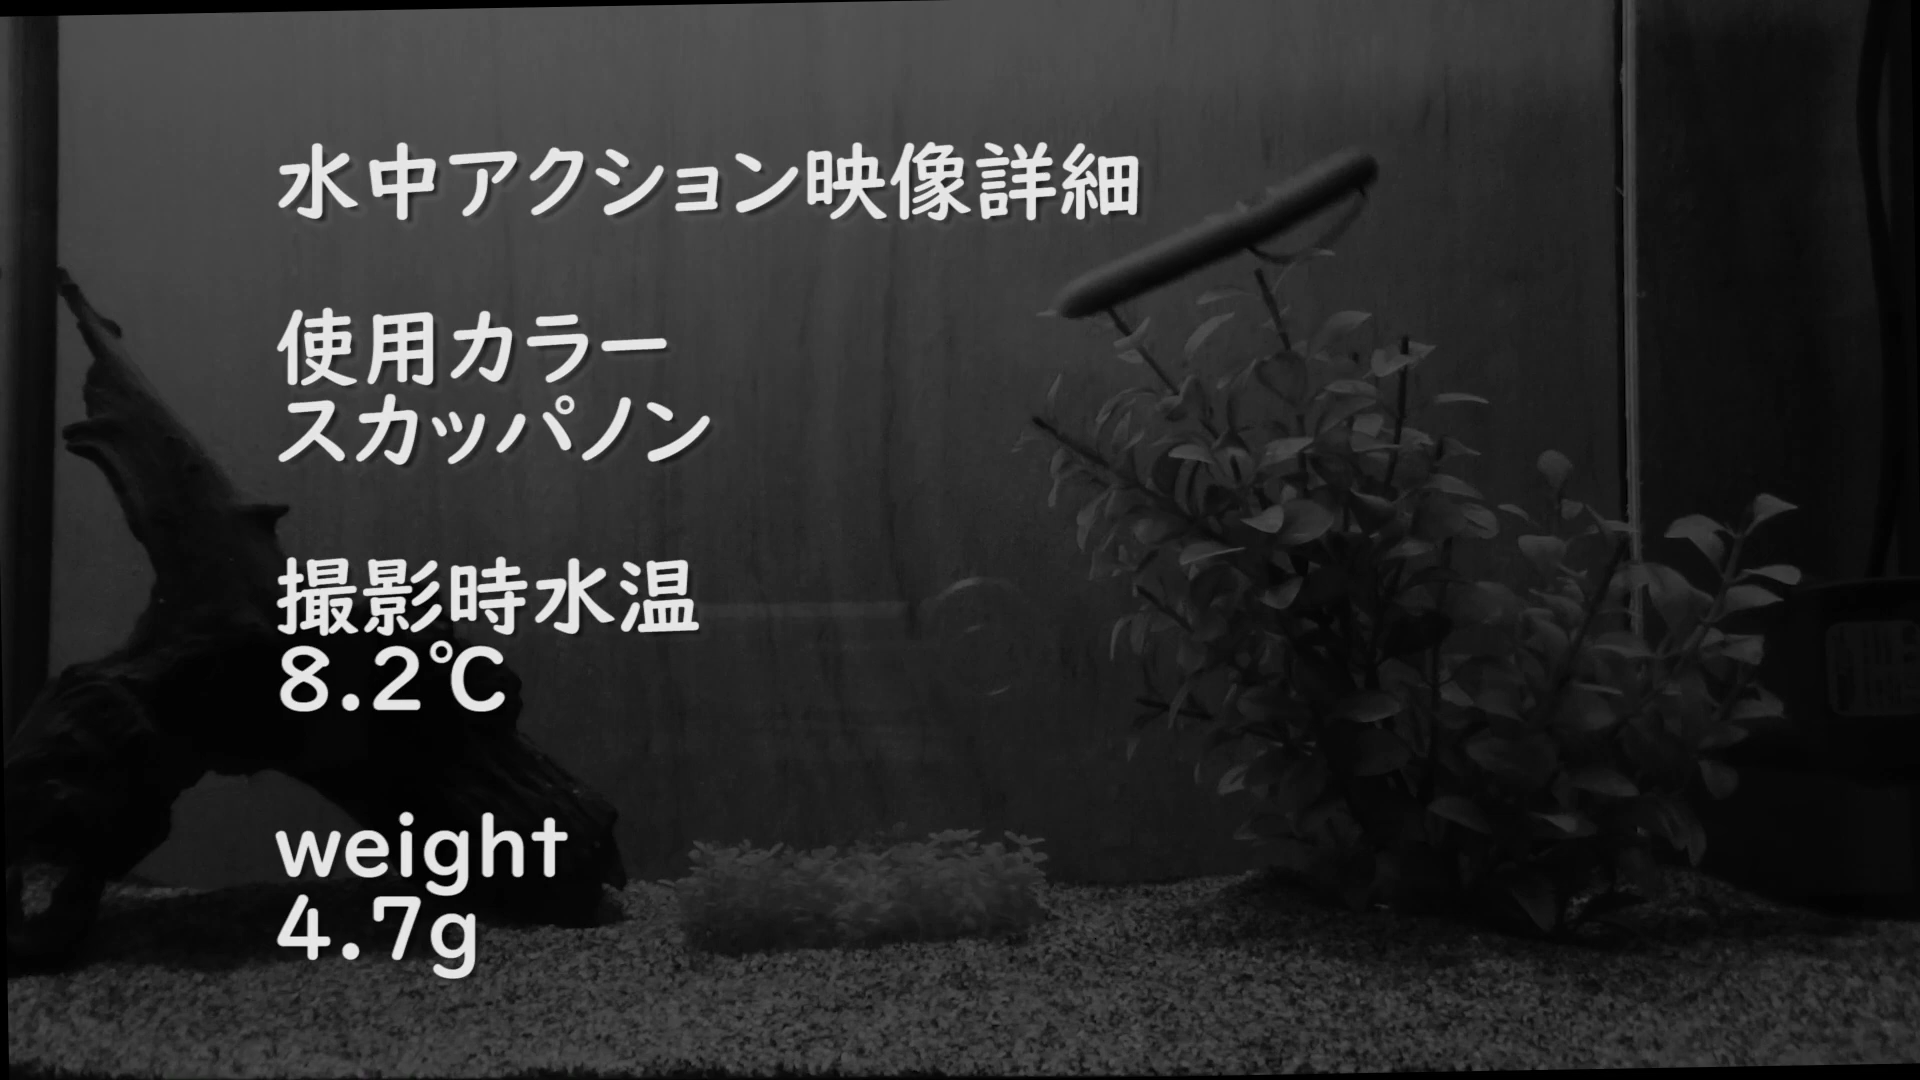 水中アクション映像詳細
使用カラー
スカッパノン
撮影時水温
8.2℃
weight
4.7g